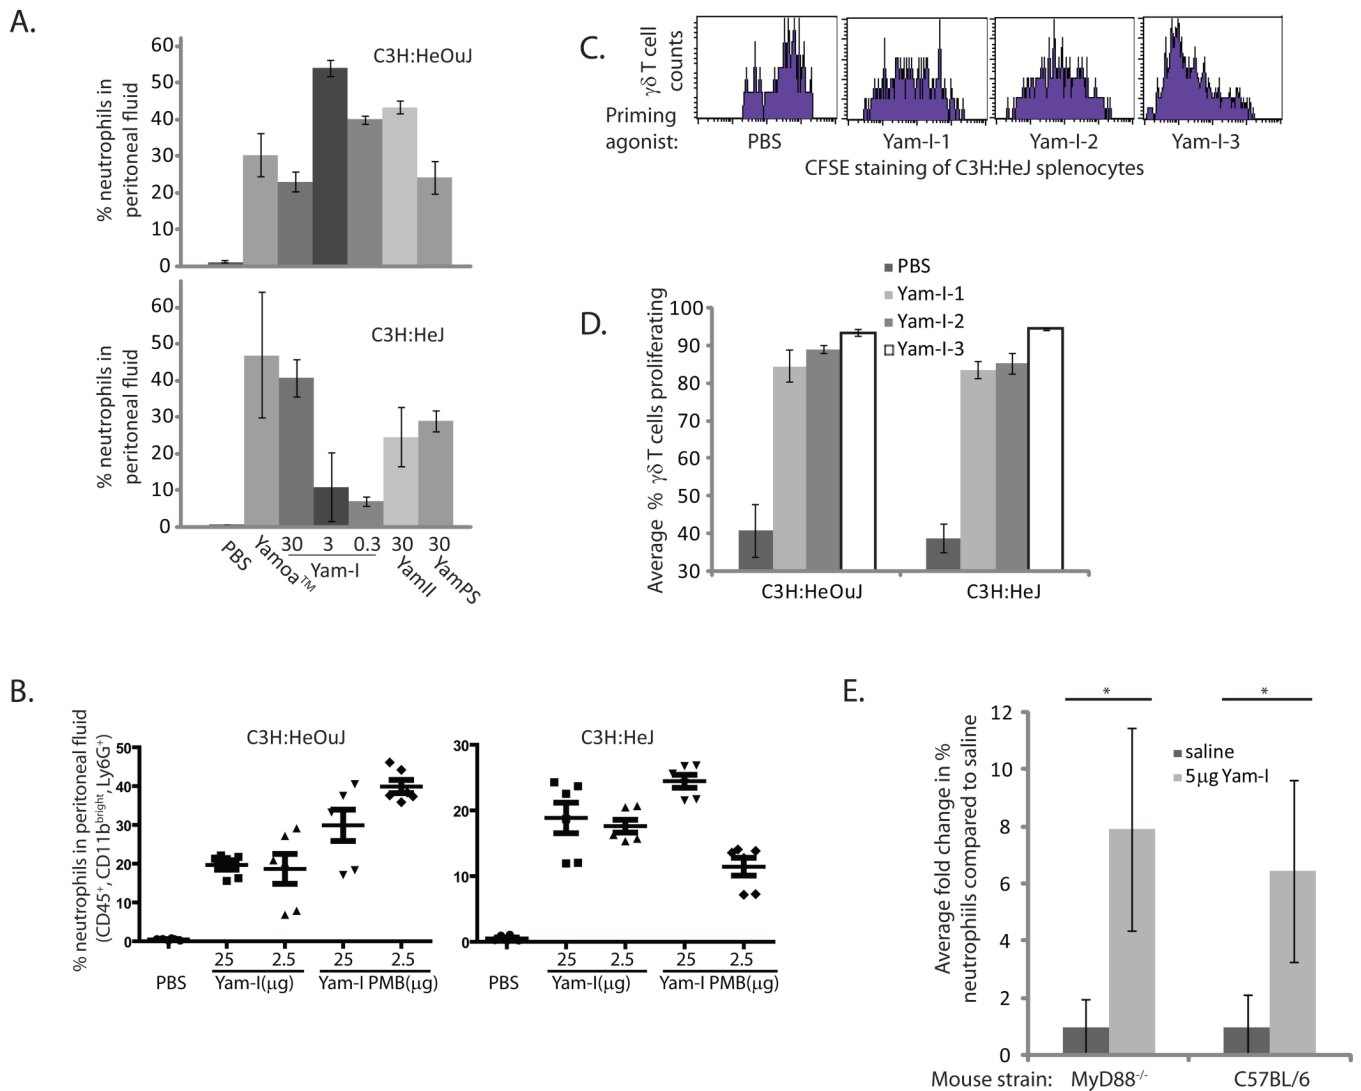 A.
% neutrophils in
peritoneal fluid
60
50
40
30
20
10
0
C3H:HeOuJ
% neutrophils in
peritoneal fluid
60
50
40
30
20
10
0
C3H:HeJ
PBS
Yamoa™
30 3 0.3 30 30
Yam-I
YamII
YamPS
C.
γδ T cell
counts
Priming
agonist:
PBS Yam-I-1 Yam-I-2 Yam-I-3
CFSE staining of C3H:HeJ splenocytes
D.
PBS
Yam-I-1
Yam-I-2
Yam-I-3
Average % γδ T cells proliferating
100
90
80
70
60
50
40
30
C3H:HeOuJ C3H:HeJ
B.
% neutrophils in peritoneal fluid
(CD45⁺, CD11bᵇʳⁱᵍʰᵗ, Ly6G⁺)
C3H:HeOuJ
50
40
30
20
10
0
25 2.5 25 2.5
PBS Yam-I(μg) Yam-I PMB(μg)
C3H:HeJ
30
20
10
0
25 2.5 25 2.5
PBS Yam-I(μg) Yam-I PMB(μg)
E.
* *
saline
5μg Yam-I
Average fold change in %
neutrophiils compared to saline
12
10
8
6
4
2
0
Mouse strain: MyD88⁻/⁻ C57BL/6